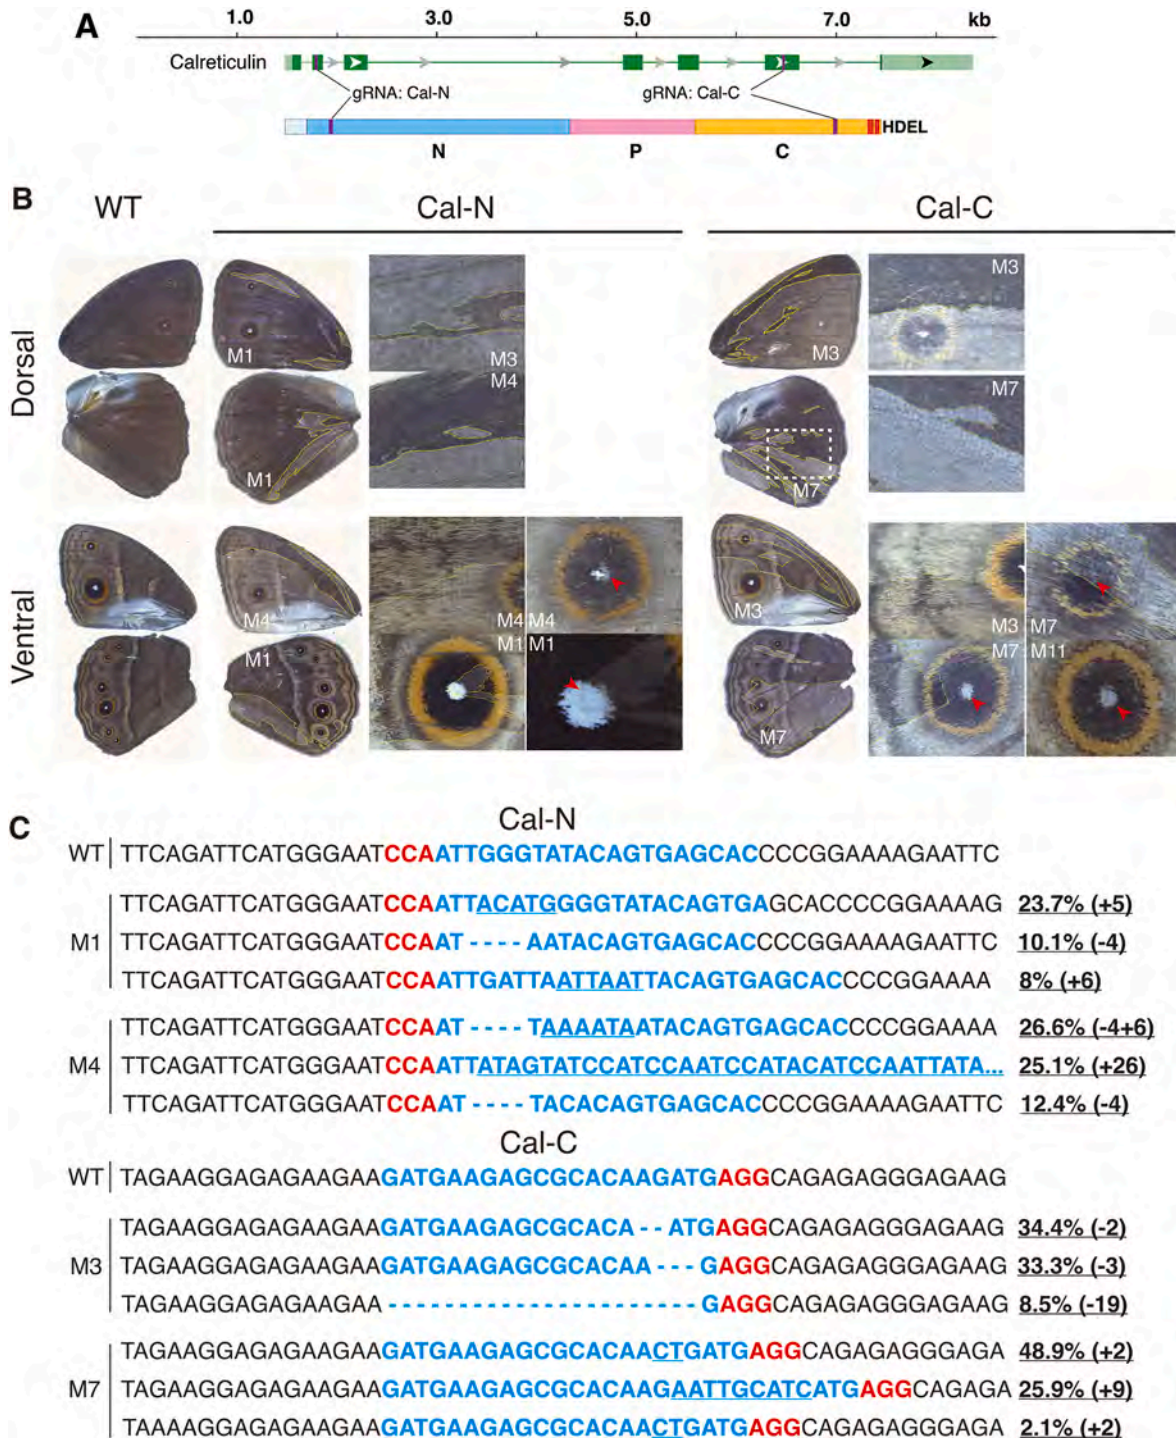 A
1.0 3.0 5.0 7.0 kb
Calreticulin
gRNA: Cal-N gRNA: Cal-C
HDEL
N P C
B
WT Cal-N Cal-C
Dorsal
M1
M3
M4
M1
M3
M3
M7
M7
Ventral
M4
M1
M4 M4
M1 M1
M3
M7
M3 M7
M7 M11
C
Cal-N
WT TTCAGATTCATGGGAATCCAATTGGGTATACAGTGAGCACCCCGGAAAAGAATTC
M1
TTCAGATTCATGGGAATCCAATTACATGGGGTATACAGTGAGCACCCCGGAAAAG 23.7% (+5)
TTCAGATTCATGGGAATCCAAT----AATACAGTGAGCACCCCGGAAAAGAATTC 10.1% (-4)
TTCAGATTCATGGGAATCCAATTGATTAATTAATTACAGTGAGCACCCCGGAAAA 8% (+6)
M4
TTCAGATTCATGGGAATCCAAT----TAAAATAATACAGTGAGCACCCCGGAAAA 26.6% (-4+6)
TTCAGATTCATGGGAATCCAATTATAGTATCCATCCAATCCATACATCCAATTATA... 25.1% (+26)
TTCAGATTCATGGGAATCCAAT----TACACAGTGAGCACCCCGGAAAAGAATTC 12.4% (-4)
Cal-C
WT TAGAAGGAGAGAAGAAGATGAAGAGCGCACAAGATGAGGCAGAGAGGGAGAAG
M3
TAGAAGGAGAGAAGAAGATGAAGAGCGCACA--ATGAGGCAGAGAGGGAGAAG 34.4% (-2)
TAGAAGGAGAGAAGAAGATGAAGAGCGCACAA---GAGGCAGAGAGGGAGAAG 33.3% (-3)
TAGAAGGAGAGAAGAA-------------------GAGGCAGAGAGGGAGAAG 8.5% (-19)
M7
TAGAAGGAGAGAAGAAGATGAAGAGCGCACAACTGATGAGGCAGAGAGGGAGA 48.9% (+2)
TAGAAGGAGAGAAGAAGATGAAGAGCGCACAAGAATTGCATCATGAGGCAGAGA 25.9% (+9)
TAAAAGGAGAGAAGAAGATGAAGAGCGCACAACTGATGAGGCAGAGAGGGAGA 2.1% (+2)